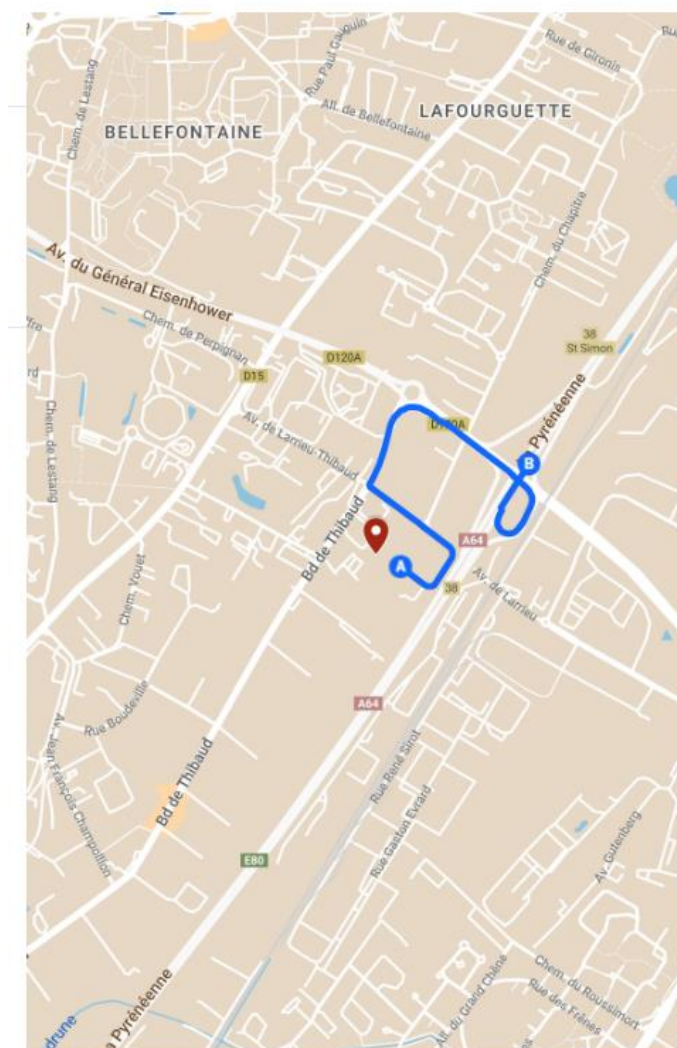 Rue de Gironis
Rue Paul Gauguin
Chem. de Lestang
LAFOURGUETTE
All. de Bellefontaine
BELLEFONTAINE
Chem. du Chapitre
Av. du Général Eisenhower
Chem. de Perpignan
38
St Simon
D120A
D15
Av. de Larrieu-Thibaud
Pyrénéenne
B
Chem. de Lestang
Bd de Thibaud
A64
A
38
Av. de Larrieu
Chem. Vouet
A64
Rue Boudeville
Av. Jean François Champollion
Bd de Thibaud
Rue René Sirot
Rue Gaston Evrard
E80
Av. Gutenberg
Chem. du Roussimort
Rue des Frênes
All. du Grand Chêne
a Pyrénéenne